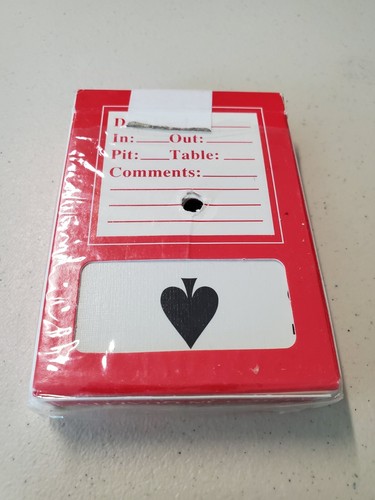 D
In: Out:
Pit: Table:
Comments: